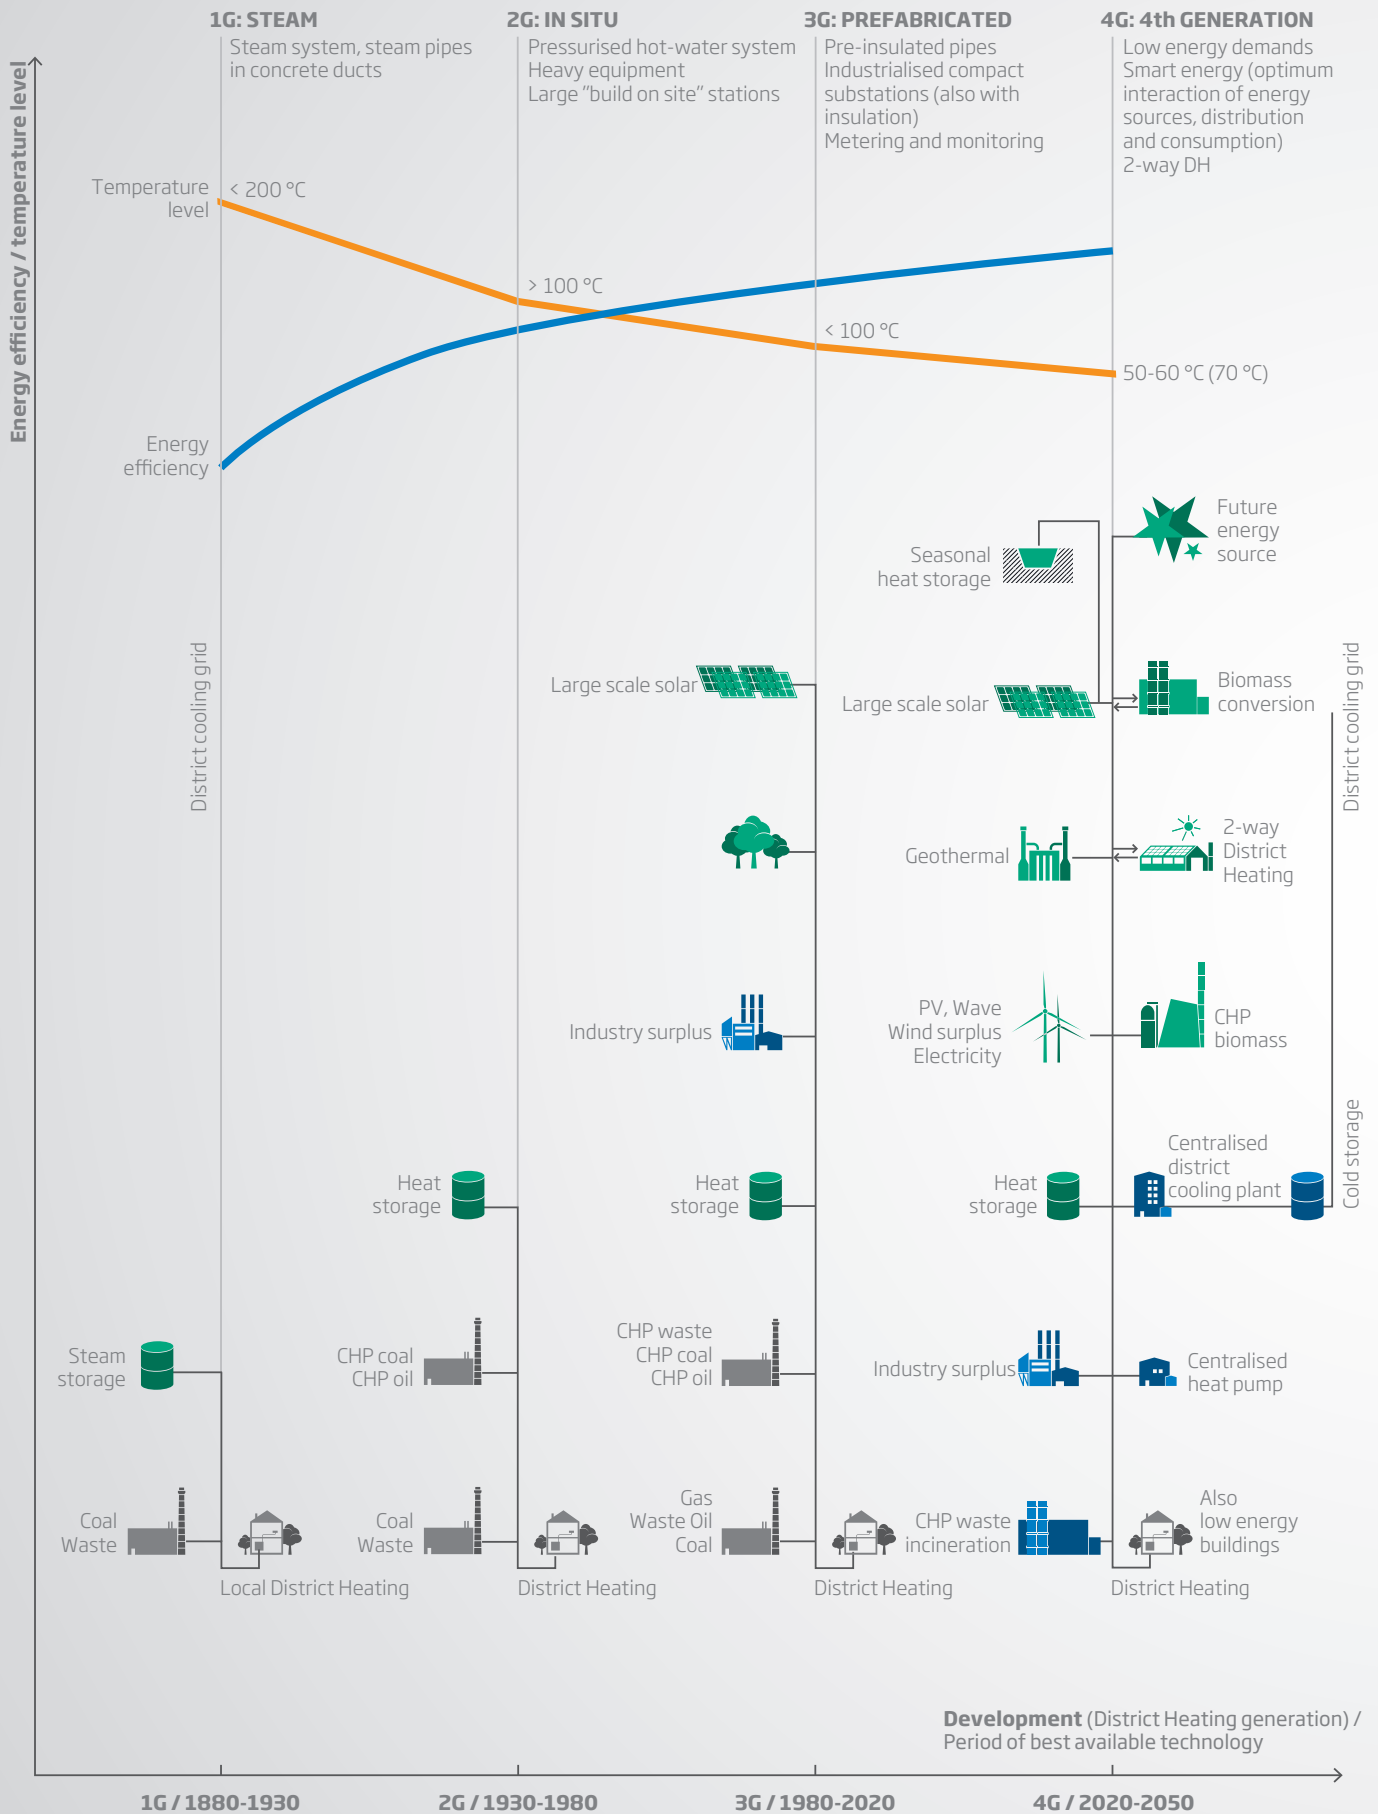 1G: STEAM
Steam system, steam pipes
in concrete ducts
2G: IN SITU
Pressurised hot-water system
Heavy equipment
Large "build on site" stations
3G: PREFABRICATED
Pre-insulated pipes
Industrialised compact
substations (also with
insulation)
Metering and monitoring
4G: 4th GENERATION
Low energy demands
Smart energy (optimum
interaction of energy
sources, distribution
and consumption)
2-way DH
Energy efficiency / temperature level
Temperature
level
< 200 °C
> 100 °C
< 100 °C
50-60 °C (70 °C)
Energy
efficiency
District cooling grid
Steam
storage
Coal
Waste
Local District Heating
Heat
storage
CHP coal
CHP oil
Coal
Waste
District Heating
Large scale solar
Industry surplus
Heat
storage
CHP waste
CHP coal
CHP oil
Gas
Waste Oil
Coal
District Heating
Seasonal
heat storage
Large scale solar
Geothermal
PV, Wave
Wind surplus
Electricity
Heat
storage
Industry surplus
CHP waste
incineration
Future
energy
source
Biomass
conversion
2-way
District
Heating
CHP
biomass
Centralised
district
cooling plant
Centralised
heat pump
Also
low energy
buildings
District Heating
District cooling grid
Cold storage
Development (District Heating generation) /
Period of best available technology
1G / 1880-1930
2G / 1930-1980
3G / 1980-2020
4G / 2020-2050